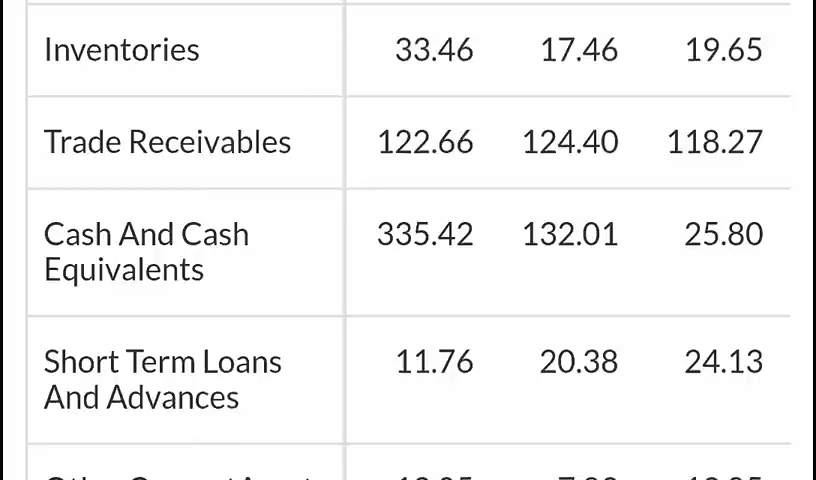 Inventories 33.46 17.46 19.65
Trade Receivables 122.66 124.40 118.27
Cash And Cash 335.42 132.01 25.80
Equivalents
Short Term Loans 11.76 20.38 24.13
And Advances